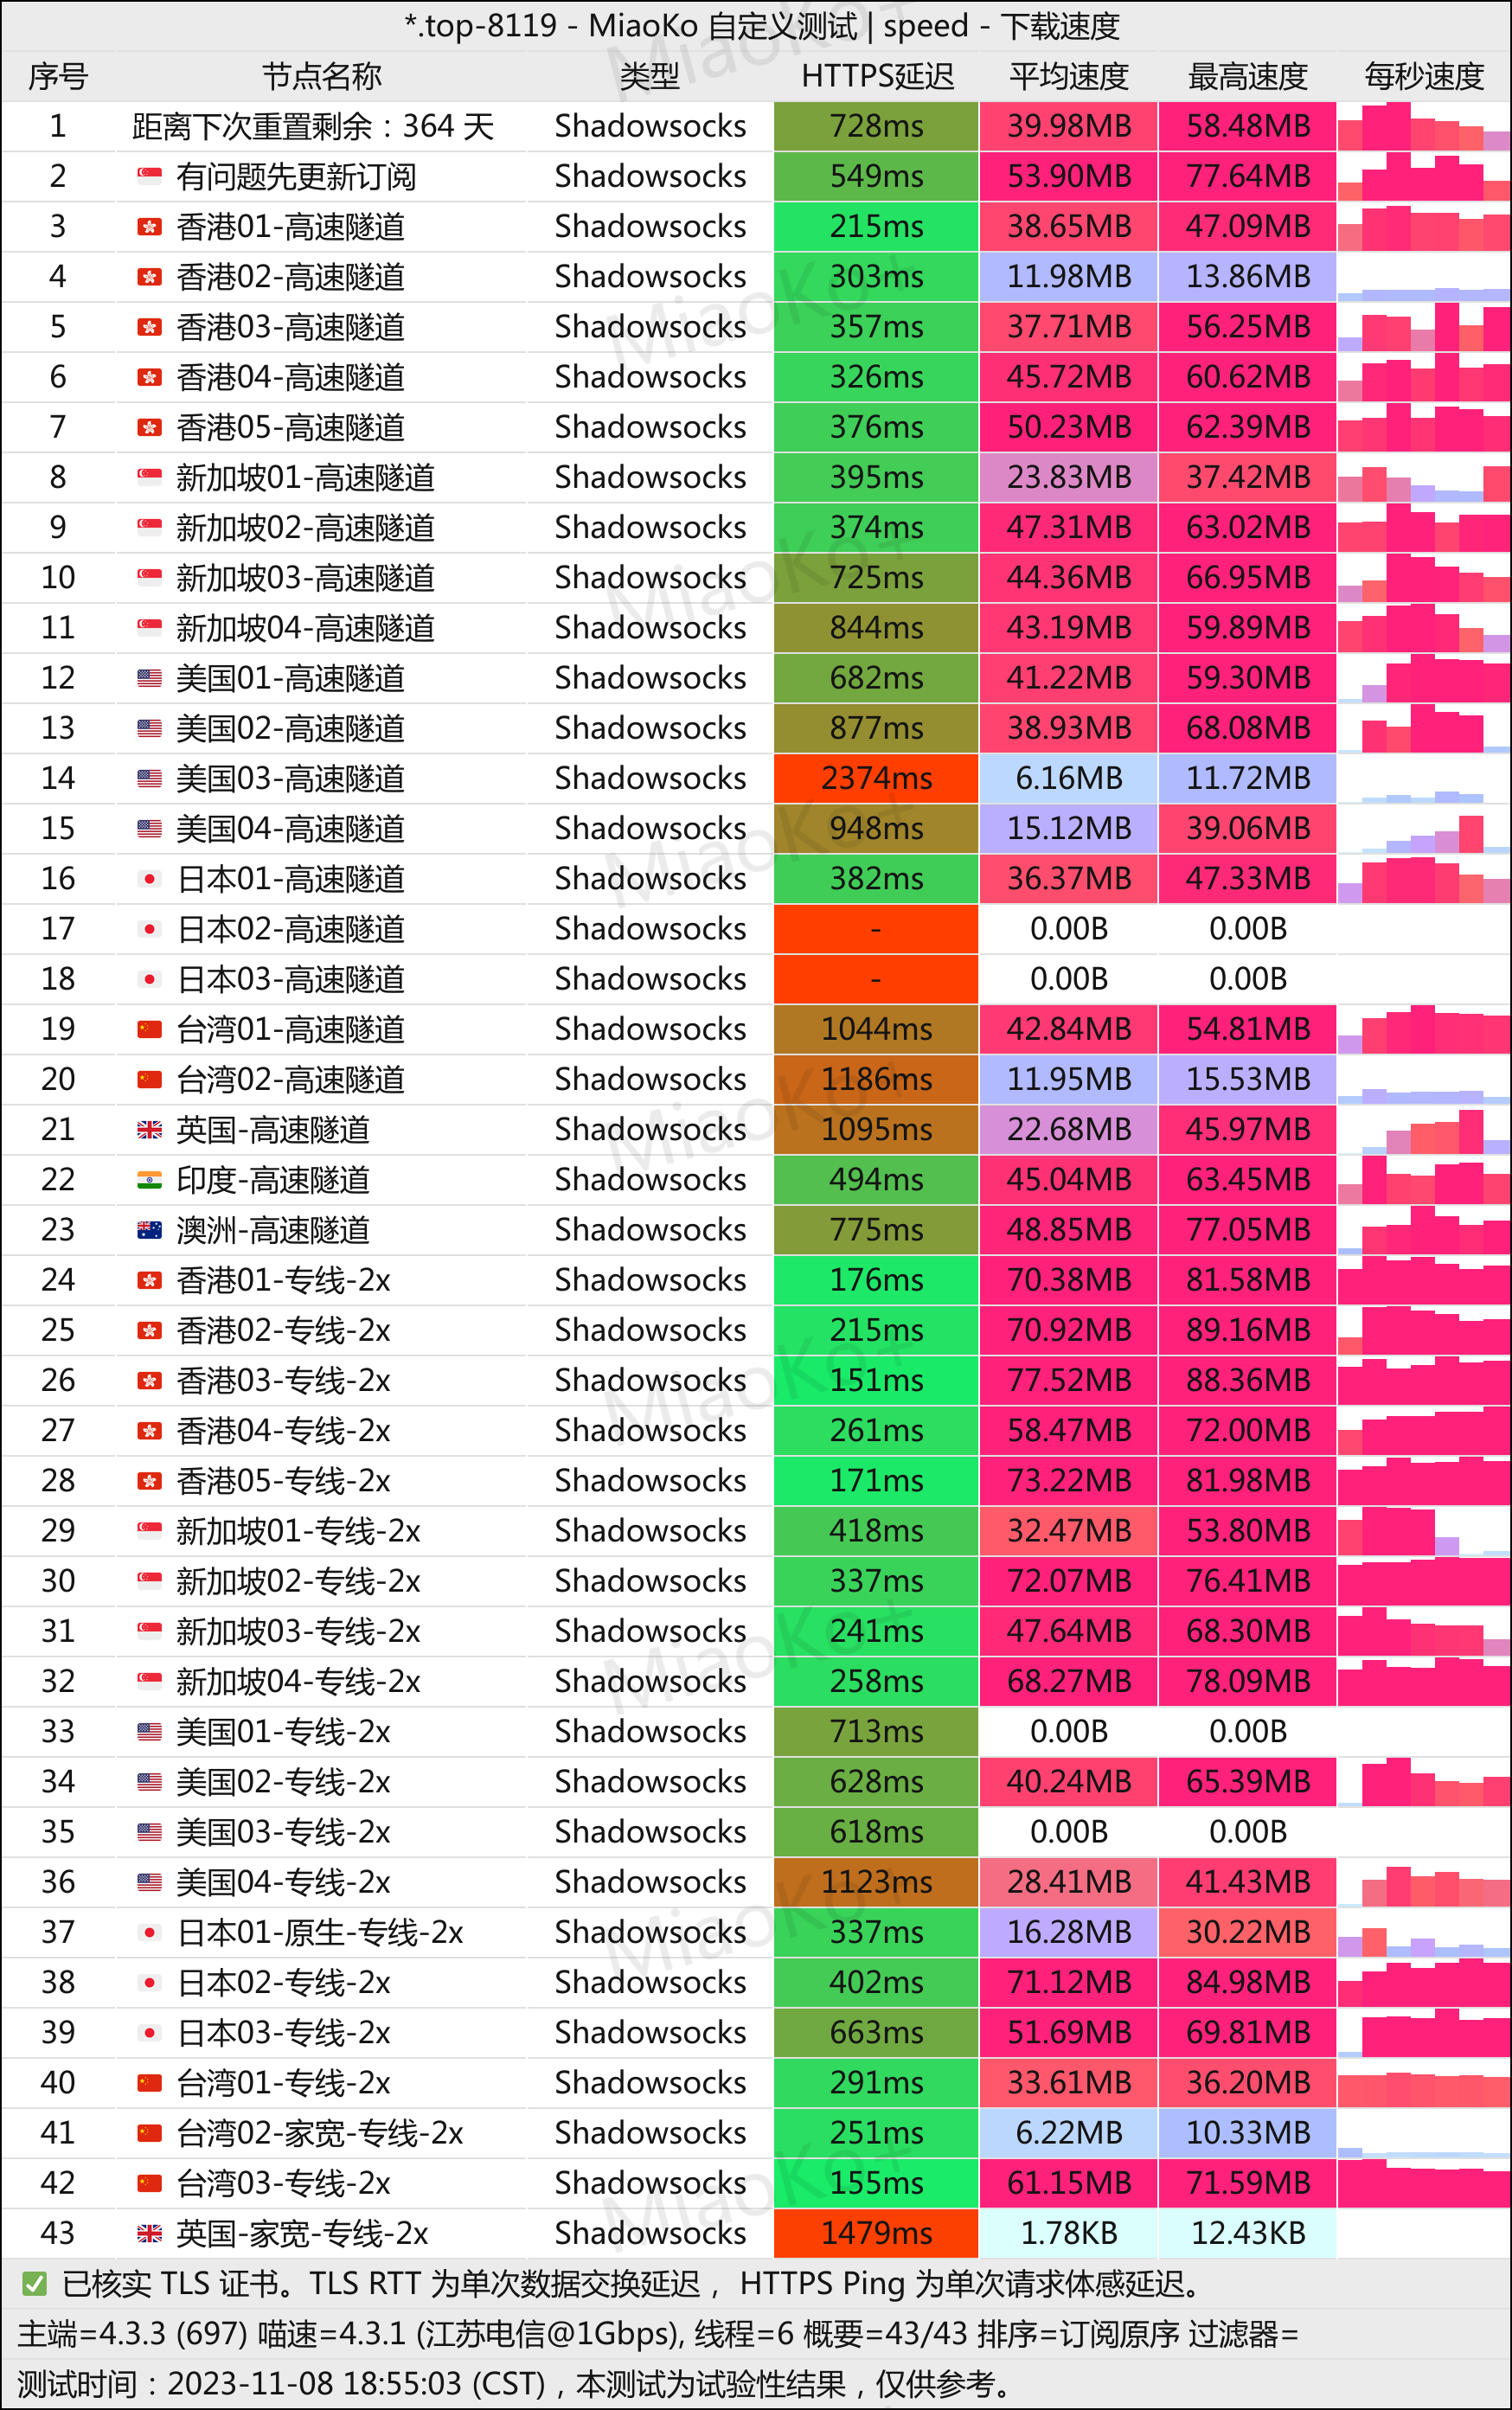 *.top-8119 - MiaoKo 自定义测试 | speed - 下载速度
序号 节点名称 类型 HTTPS延迟 平均速度 最高速度 每秒速度
1 距离下次重置剩余：364 天 Shadowsocks 728ms 39.98MB 58.48MB
2 有问题先更新订阅 Shadowsocks 549ms 53.90MB 77.64MB
3 香港01-高速隧道 Shadowsocks 215ms 38.65MB 47.09MB
4 香港02-高速隧道 Shadowsocks 303ms 11.98MB 13.86MB
5 香港03-高速隧道 Shadowsocks 357ms 37.71MB 56.25MB
6 香港04-高速隧道 Shadowsocks 326ms 45.72MB 60.62MB
7 香港05-高速隧道 Shadowsocks 376ms 50.23MB 62.39MB
8 新加坡01-高速隧道 Shadowsocks 395ms 23.83MB 37.42MB
9 新加坡02-高速隧道 Shadowsocks 374ms 47.31MB 63.02MB
10 新加坡03-高速隧道 Shadowsocks 725ms 44.36MB 66.95MB
11 新加坡04-高速隧道 Shadowsocks 844ms 43.19MB 59.89MB
12 美国01-高速隧道 Shadowsocks 682ms 41.22MB 59.30MB
13 美国02-高速隧道 Shadowsocks 877ms 38.93MB 68.08MB
14 美国03-高速隧道 Shadowsocks 2374ms 6.16MB 11.72MB
15 美国04-高速隧道 Shadowsocks 948ms 15.12MB 39.06MB
16 日本01-高速隧道 Shadowsocks 382ms 36.37MB 47.33MB
17 日本02-高速隧道 Shadowsocks - 0.00B 0.00B
18 日本03-高速隧道 Shadowsocks - 0.00B 0.00B
19 台湾01-高速隧道 Shadowsocks 1044ms 42.84MB 54.81MB
20 台湾02-高速隧道 Shadowsocks 1186ms 11.95MB 15.53MB
21 英国-高速隧道 Shadowsocks 1095ms 22.68MB 45.97MB
22 印度-高速隧道 Shadowsocks 494ms 45.04MB 63.45MB
23 澳洲-高速隧道 Shadowsocks 775ms 48.85MB 77.05MB
24 香港01-专线-2x Shadowsocks 176ms 70.38MB 81.58MB
25 香港02-专线-2x Shadowsocks 215ms 70.92MB 89.16MB
26 香港03-专线-2x Shadowsocks 151ms 77.52MB 88.36MB
27 香港04-专线-2x Shadowsocks 261ms 58.47MB 72.00MB
28 香港05-专线-2x Shadowsocks 171ms 73.22MB 81.98MB
29 新加坡01-专线-2x Shadowsocks 418ms 32.47MB 53.80MB
30 新加坡02-专线-2x Shadowsocks 337ms 72.07MB 76.41MB
31 新加坡03-专线-2x Shadowsocks 241ms 47.64MB 68.30MB
32 新加坡04-专线-2x Shadowsocks 258ms 68.27MB 78.09MB
33 美国01-专线-2x Shadowsocks 713ms 0.00B 0.00B
34 美国02-专线-2x Shadowsocks 628ms 40.24MB 65.39MB
35 美国03-专线-2x Shadowsocks 618ms 0.00B 0.00B
36 美国04-专线-2x Shadowsocks 1123ms 28.41MB 41.43MB
37 日本01-原生-专线-2x Shadowsocks 337ms 16.28MB 30.22MB
38 日本02-专线-2x Shadowsocks 402ms 71.12MB 84.98MB
39 日本03-专线-2x Shadowsocks 663ms 51.69MB 69.81MB
40 台湾01-专线-2x Shadowsocks 291ms 33.61MB 36.20MB
41 台湾02-家宽-专线-2x Shadowsocks 251ms 6.22MB 10.33MB
42 台湾03-专线-2x Shadowsocks 155ms 61.15MB 71.59MB
43 英国-家宽-专线-2x Shadowsocks 1479ms 1.78KB 12.43KB
✅ 已核实 TLS 证书。TLS RTT 为单次数据交换延迟， HTTPS Ping 为单次请求体感延迟。
主端=4.3.3 (697) 喵速=4.3.1 (江苏电信@1Gbps), 线程=6 概要=43/43 排序=订阅原序 过滤器=
测试时间：2023-11-08 18:55:03 (CST)，本测试为试验性结果，仅供参考。
MiaoKo+
MiaoKo+
MiaoKo+
MiaoKo+
MiaoKo+
MiaoKo+
MiaoKo+
MiaoKo+
MiaoKo+